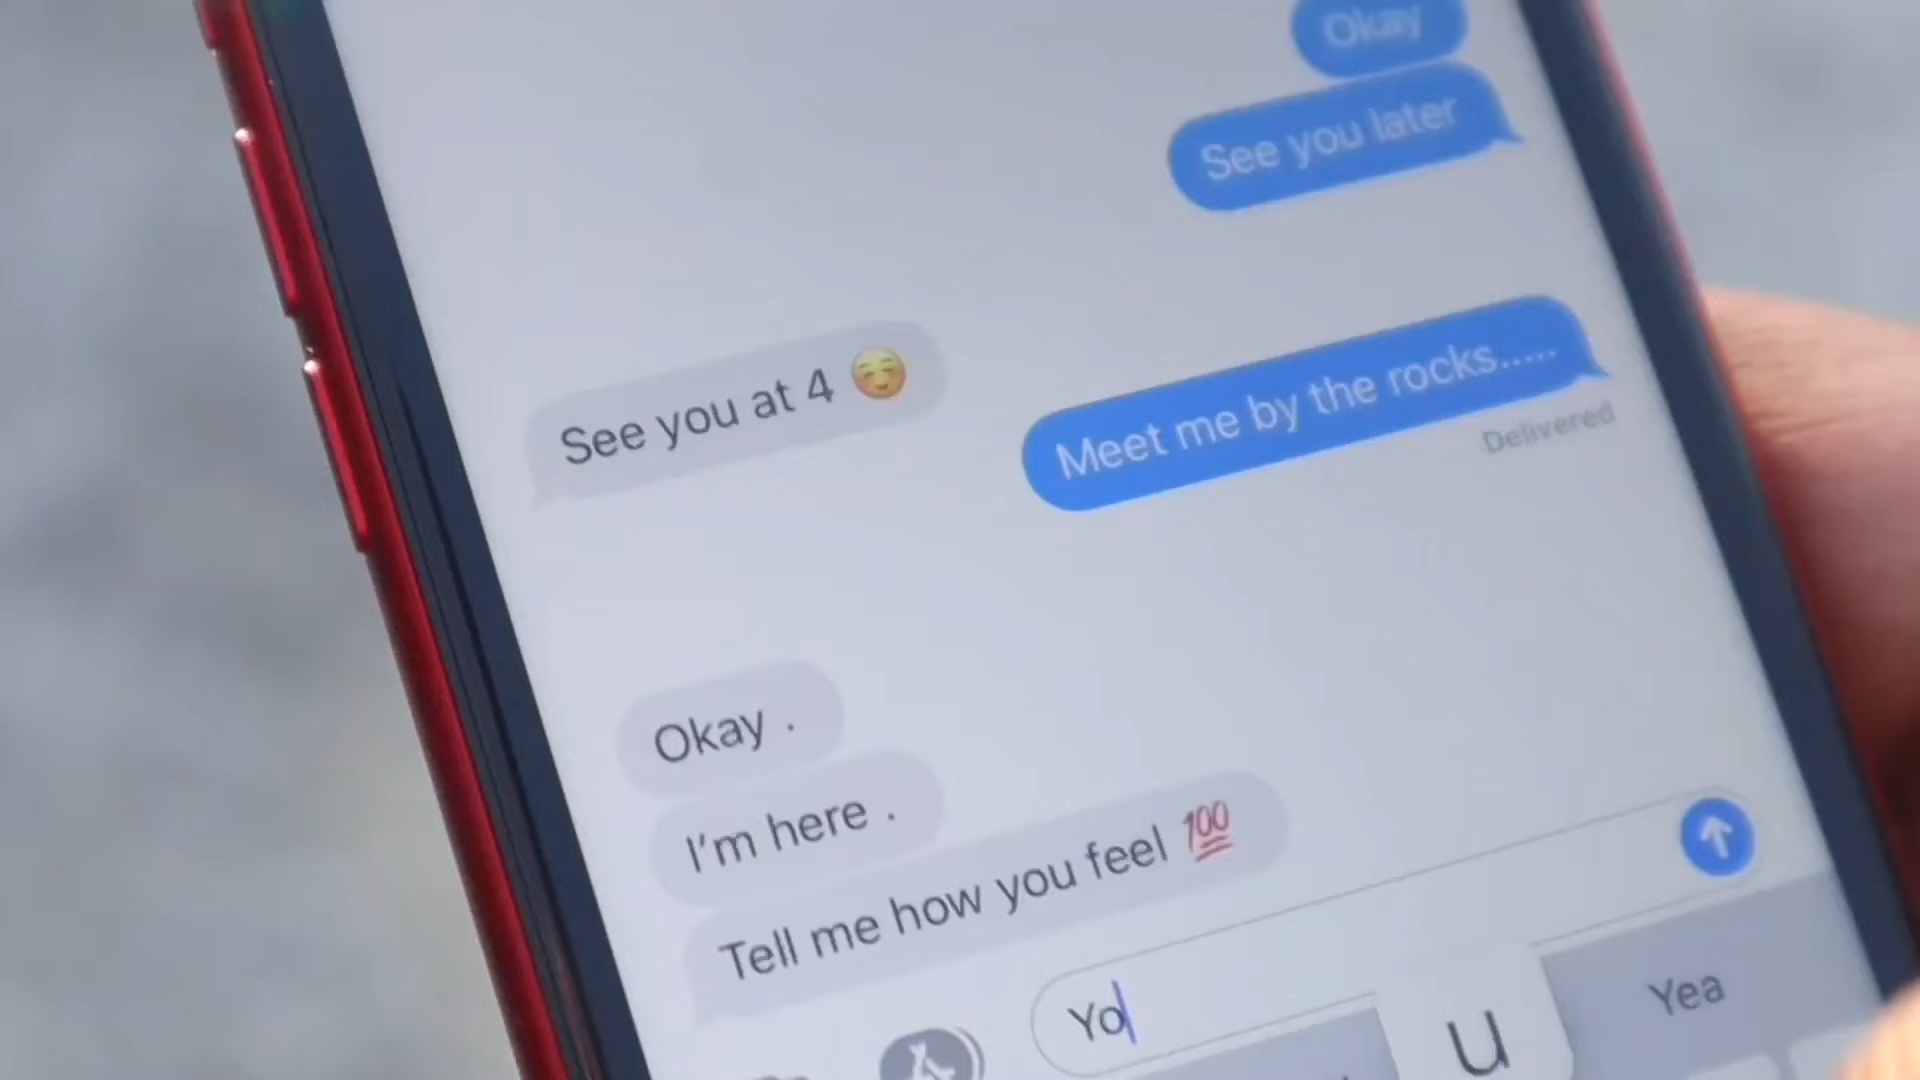 Okay
See you later
See you at 4 ☺️
Meet me by the rocks.....
Delivered
Okay .
I'm here .
Tell me how you feel 💯
Yo
u
Yea